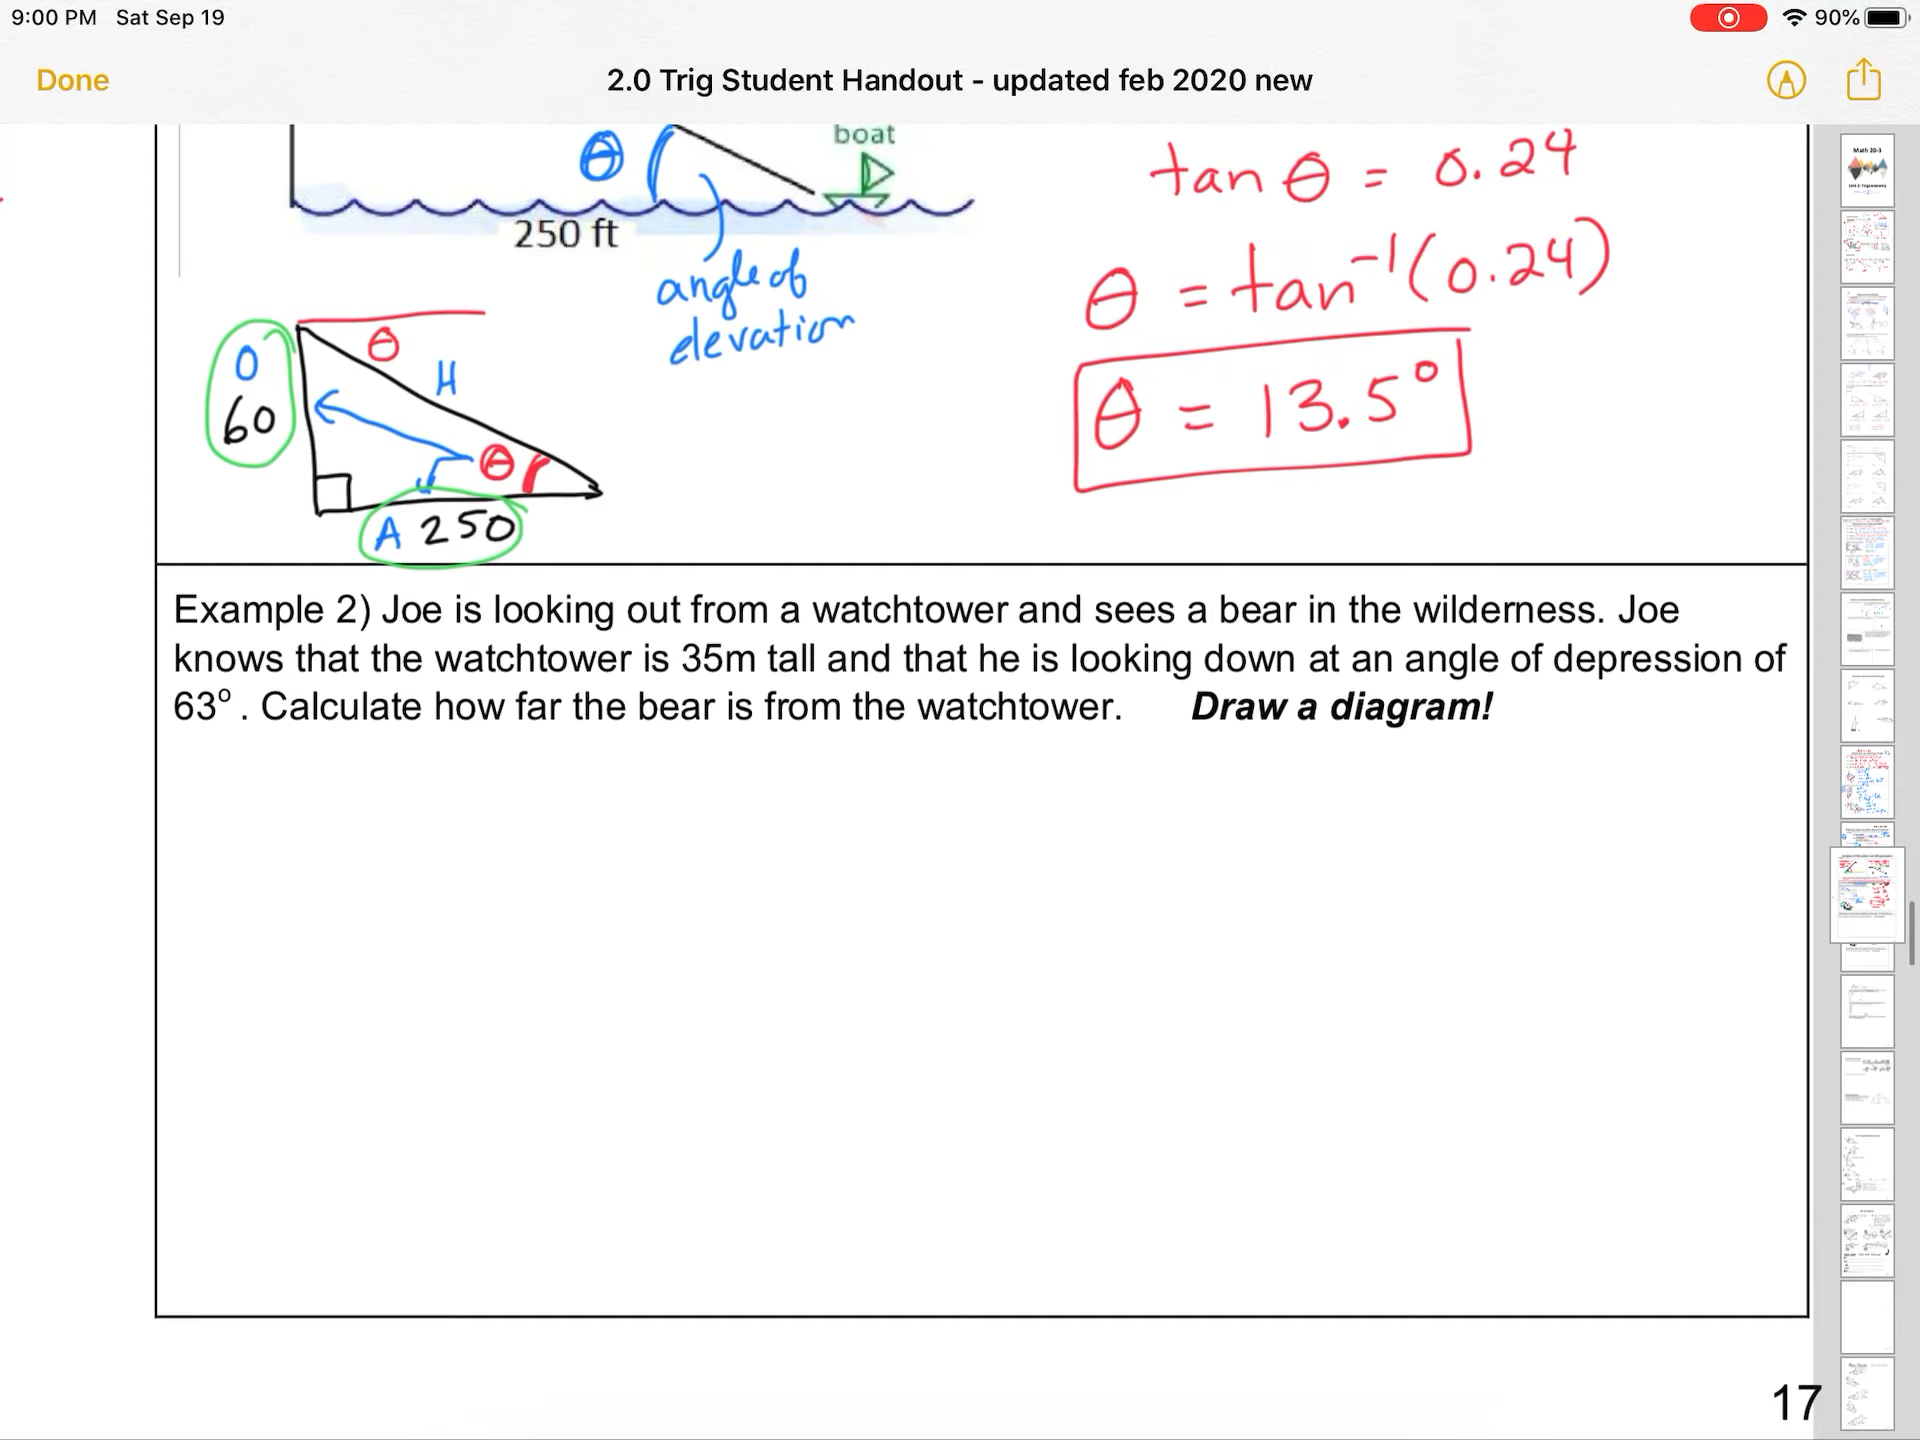 9:00 PM Sat Sep 19
90%
Done
2.0 Trig Student Handout - updated feb 2020 new
boat
θ
250 ft
angle of
elevation
tan θ = 0.24
θ = tan⁻¹(0.24)
θ = 13.5°
θ
O
H
60
θ
A 250
Example 2) Joe is looking out from a watchtower and sees a bear in the wilderness. Joe
knows that the watchtower is 35m tall and that he is looking down at an angle of depression of
63° . Calculate how far the bear is from the watchtower. Draw a diagram!
17
Math 20-3